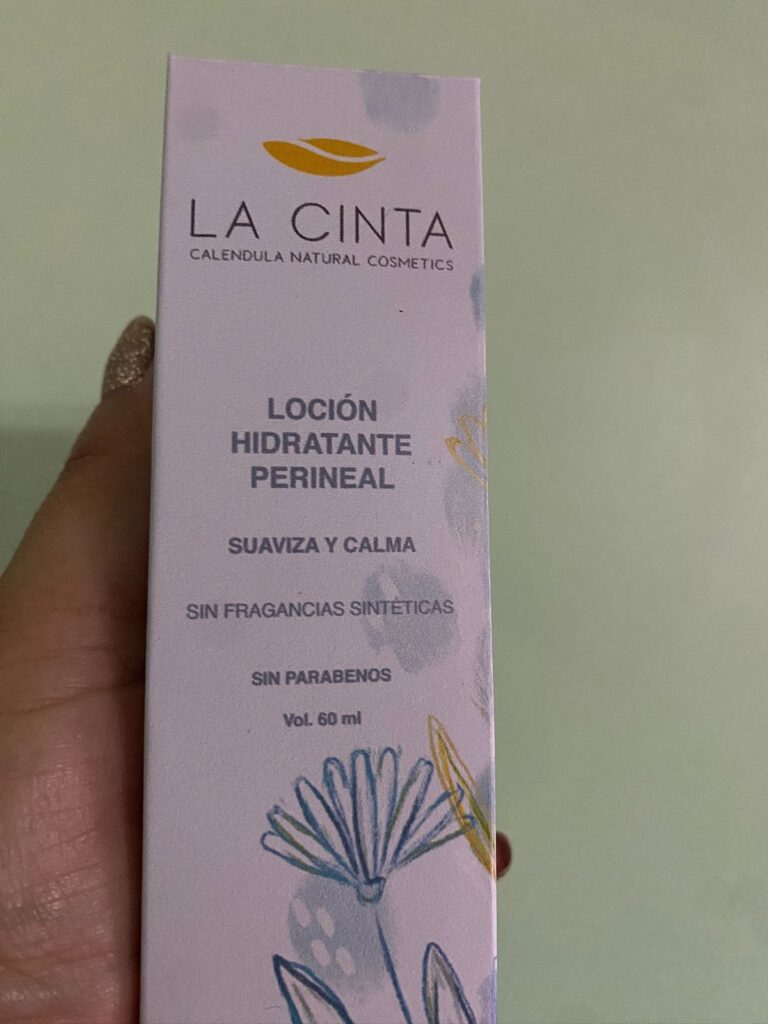 LA CINTA
CALENDULA NATURAL COSMETICS
LOCIÓN
HIDRATANTE
PERINEAL
SUAVIZA Y CALMA
SIN FRAGANCIAS SINTÉTICAS
SIN PARABENOS
Vol. 60 ml